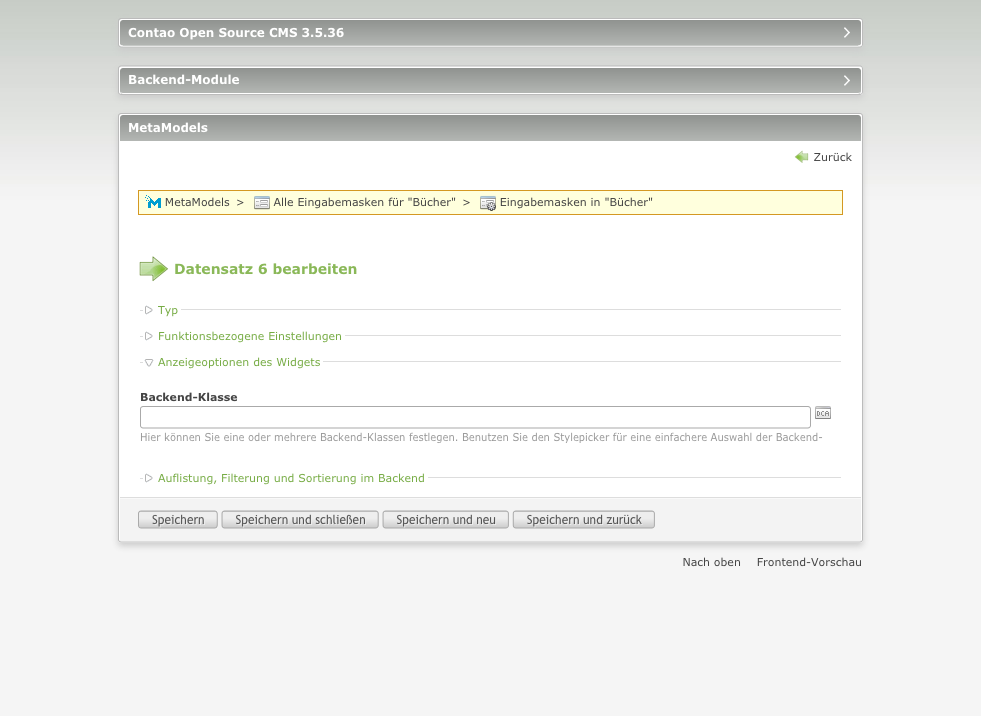 Contao Open Source CMS 3.5.36
Backend-Module
MetaModels
Zurück
MetaModels > Alle Eingabemasken für "Bücher" > Eingabemasken in "Bücher"
Datensatz 6 bearbeiten
Typ
Funktionsbezogene Einstellungen
Anzeigeoptionen des Widgets
Backend-Klasse
DCA
Hier können Sie eine oder mehrere Backend-Klassen festlegen. Benutzen Sie den Stylepicker für eine einfachere Auswahl der Backend-
Auflistung, Filterung und Sortierung im Backend
Speichern Speichern und schließen Speichern und neu Speichern und zurück
Nach oben Frontend-Vorschau